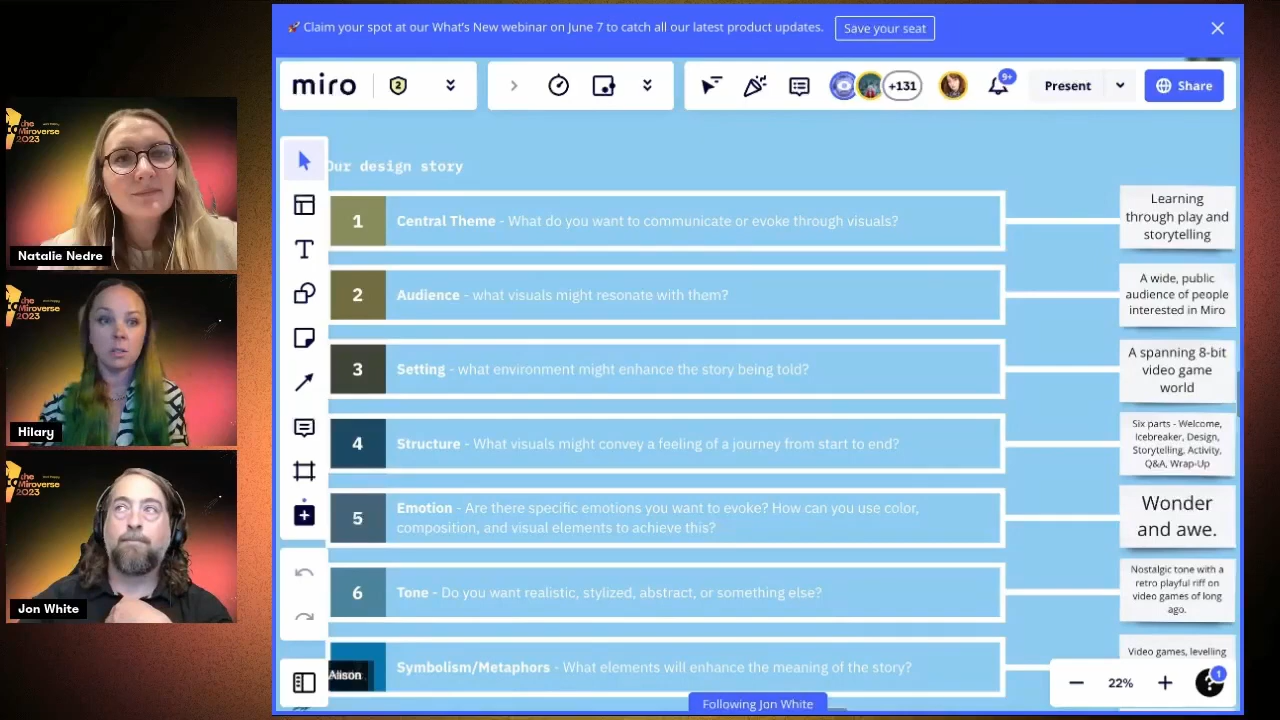 🚀 Claim your spot at our What's New webinar on June 7 to catch all our latest product updates.
Save your seat
miro
2
+131
9+
Present
Share
Our design story
1
Central Theme - What do you want to communicate or evoke through visuals?
Learning
through play and
storytelling
2
Audience - what visuals might resonate with them?
A wide, public
audience of people
interested in Miro
3
Setting - what environment might enhance the story being told?
A spanning 8-bit
video game
world
4
Structure - What visuals might convey a feeling of a journey from start to end?
Six parts - Welcome,
Icebreaker, Design,
Storytelling, Activity,
Q&A, Wrap-Up
5
Emotion - Are there specific emotions you want to evoke? How can you use color,
composition, and visual elements to achieve this?
Wonder
and awe.
6
Tone - Do you want realistic, stylized, abstract, or something else?
Nostalgic tone with a
retro playful riff on
video games of long
ago.
Symbolism/Metaphors - What elements will enhance the meaning of the story?
Video games, levelling
Alison
22%
?
1
Following Jon White
the
Miroverse
2023
Natalie Nedre
the
Miroverse
2023
Hilary
the
Miroverse
2023
Jon White